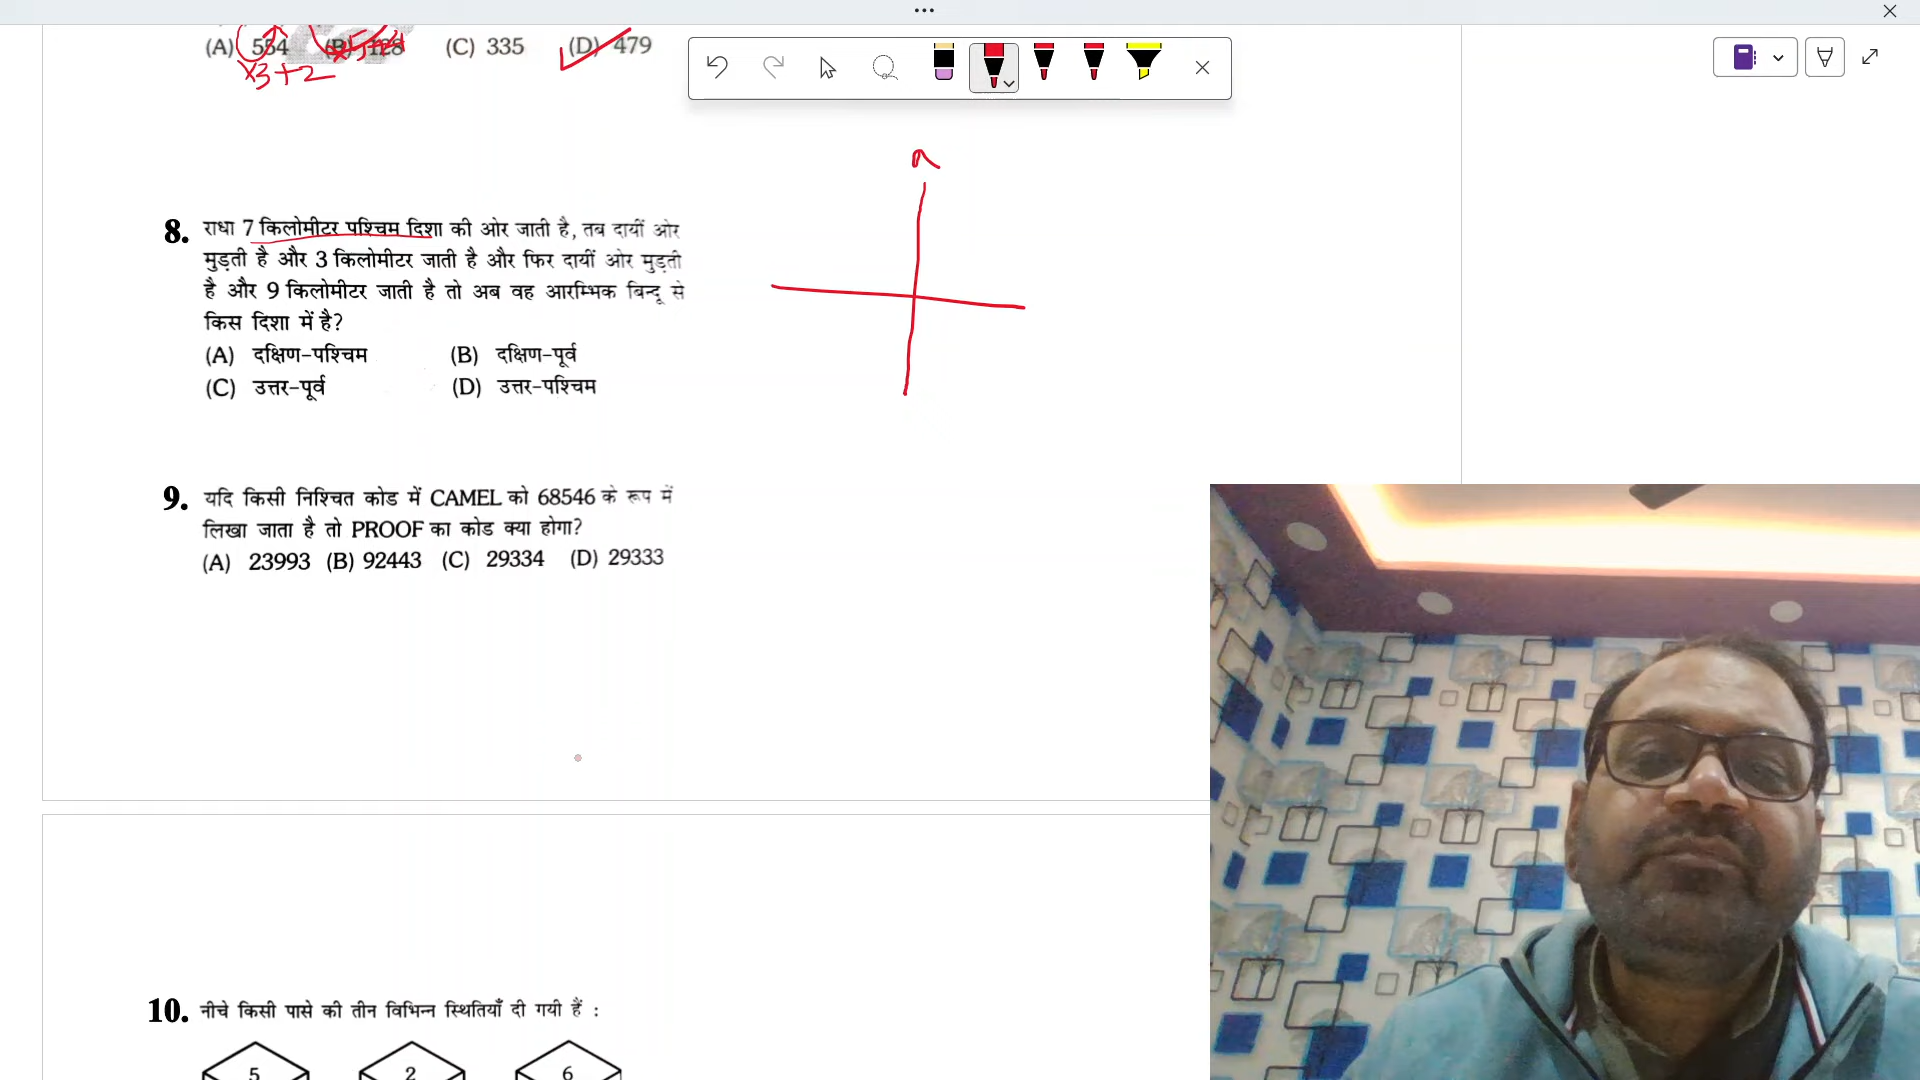 (A) 554 (B) 128 (C) 335 (D) 479
×3+2
8. राधा 7 किलोमीटर पश्चिम दिशा की ओर जाती है, तब दायीं ओर
मुड़ती है और 3 किलोमीटर जाती है और फिर दायीं ओर मुड़ती
है और 9 किलोमीटर जाती है तो अब वह आरम्भिक बिन्दू से
किस दिशा में है?
(A) दक्षिण-पश्चिम (B) दक्षिण-पूर्व
(C) उत्तर-पूर्व (D) उत्तर-पश्चिम
9. यदि किसी निश्चित कोड में CAMEL को 68546 के रूप में
लिखा जाता है तो PROOF का कोड क्या होगा?
(A) 23993 (B) 92443 (C) 29334 (D) 29333
10. नीचे किसी पासे की तीन विभिन्न स्थितियाँ दी गयी हैं :
5 2 6